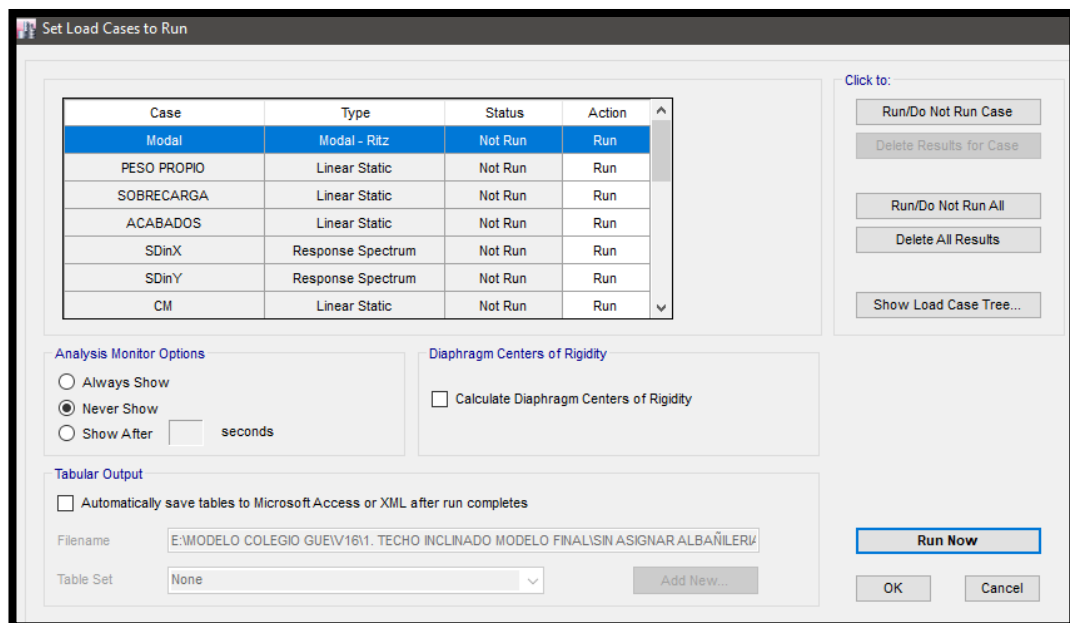 Set Load Cases to Run
Click to:
Case Type Status Action
Modal Modal - Ritz Not Run Run
PESO PROPIO Linear Static Not Run Run
SOBRECARGA Linear Static Not Run Run
ACABADOS Linear Static Not Run Run
SDinX Response Spectrum Not Run Run
SDinY Response Spectrum Not Run Run
CM Linear Static Not Run Run
Run/Do Not Run Case
Delete Results for Case
Run/Do Not Run All
Delete All Results
Show Load Case Tree...
Analysis Monitor Options
Always Show
Never Show
Show After seconds
Diaphragm Centers of Rigidity
Calculate Diaphragm Centers of Rigidity
Tabular Output
Automatically save tables to Microsoft Access or XML after run completes
Filename E:\MODELO COLEGIO GUE\V16\1. TECHO INCLINADO MODELO FINAL\SIN ASIGNAR ALBAÑILERIA
Table Set None Add New...
Run Now
OK Cancel